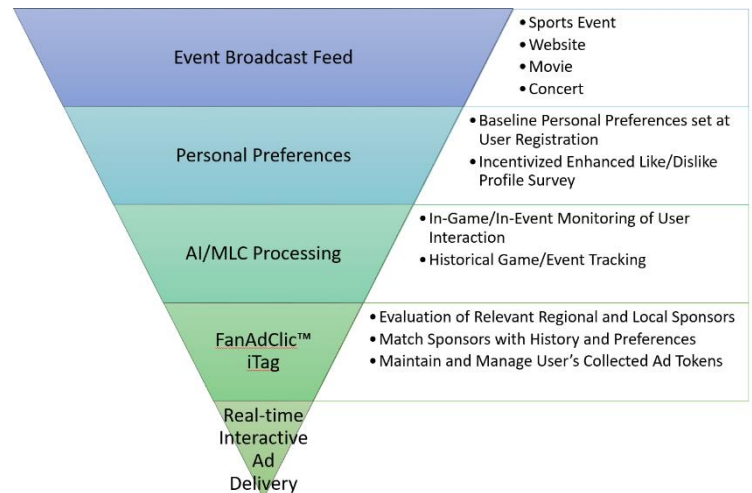 Event Broadcast Feed
• Sports Event
• Website
• Movie
• Concert
Personal Preferences
• Baseline Personal Preferences set at
User Registration
• Incentivized Enhanced Like/Dislike
Profile Survey
AI/MLC Processing
• In-Game/In-Event Monitoring of User
Interaction
• Historical Game/Event Tracking
FanAdClic™
iTag
• Evaluation of Relevant Regional and Local Sponsors
• Match Sponsors with History and Preferences
• Maintain and Manage User’s Collected Ad Tokens
Real-time
Interactive
Ad
Delivery